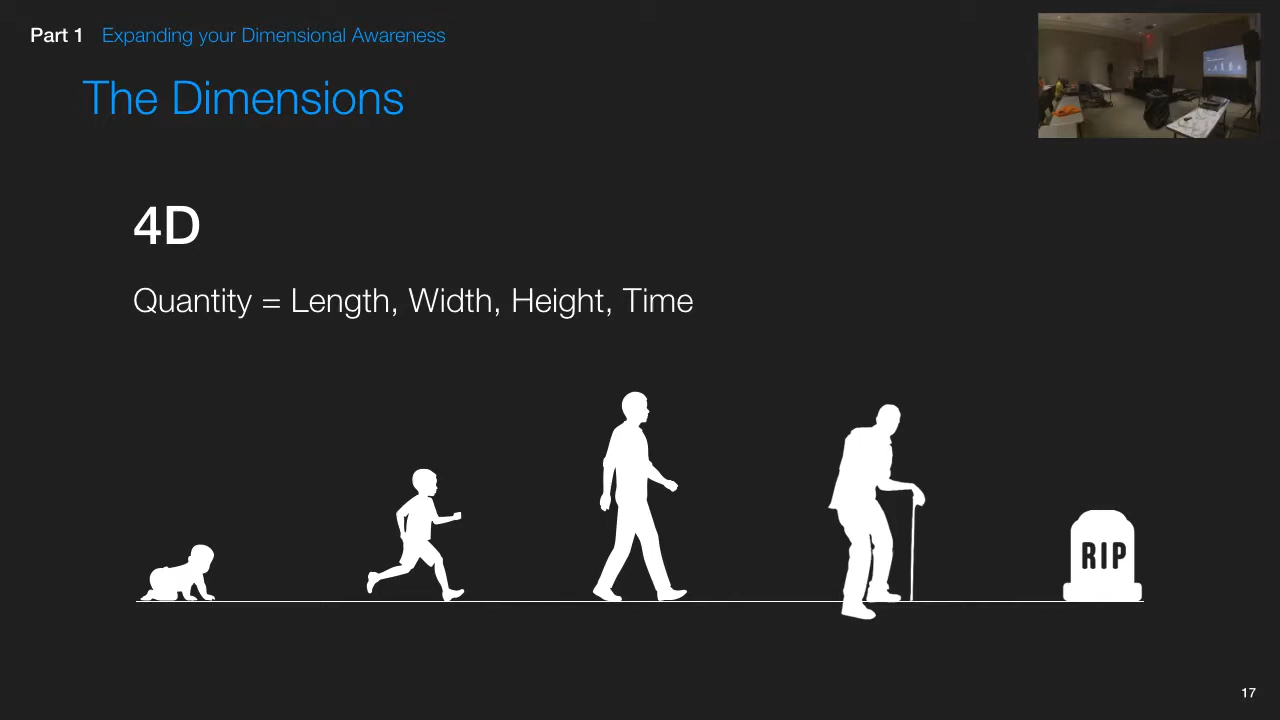 Part 1 Expanding your Dimensional Awareness
The Dimensions
4D
Quantity = Length, Width, Height, Time
RIP
17